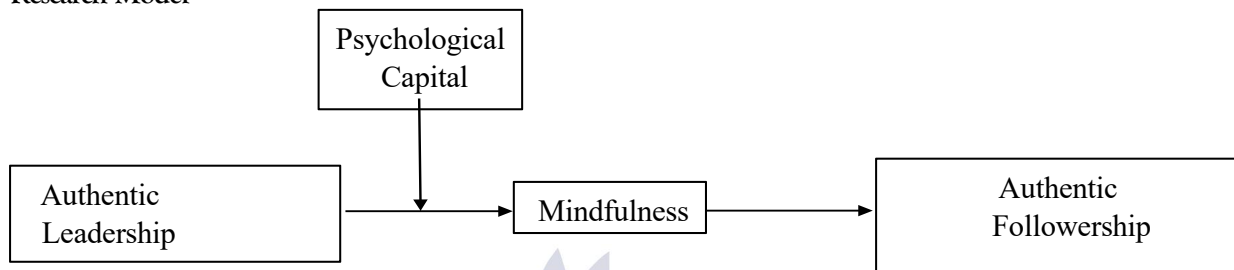 Research Model
Psychological
Capital
Authentic
Leadership
Mindfulness
Authentic
Followership